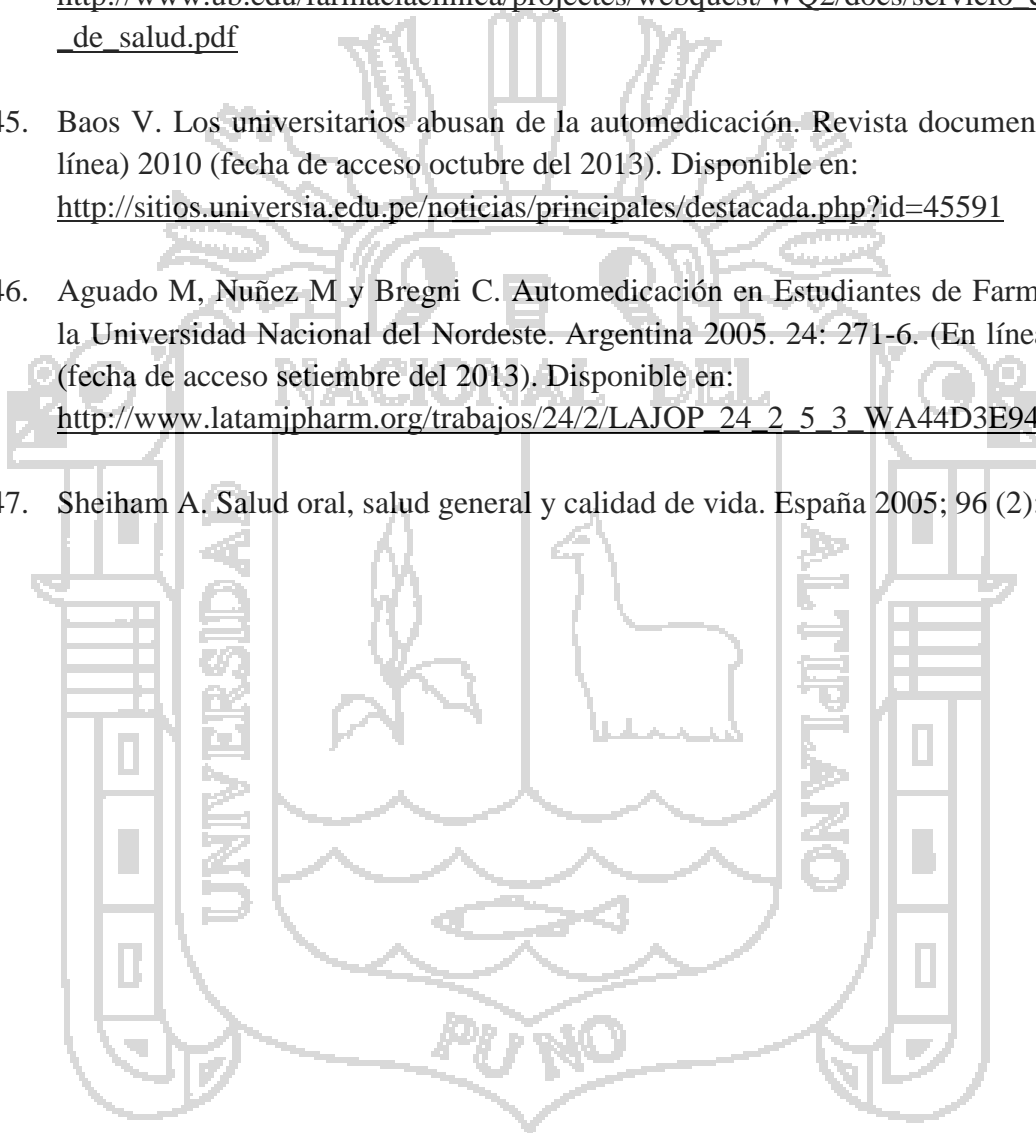 http://www.ub.edu/farmaciaclinica/projectes/webquest/WQ2/docs/servicio_
_de_salud.pdf
45. Baos V. Los universitarios abusan de la automedicación. Revista documen
línea) 2010 (fecha de acceso octubre del 2013). Disponible en:
http://sitios.universia.edu.pe/noticias/principales/destacada.php?id=45591
46. Aguado M, Nuñez M y Bregni C. Automedicación en Estudiantes de Farm
la Universidad Nacional del Nordeste. Argentina 2005. 24: 271-6. (En líne
(fecha de acceso setiembre del 2013). Disponible en:
http://www.latamjpharm.org/trabajos/24/2/LAJOP_24_2_5_3_WA44D3E94
47. Sheiham A. Salud oral, salud general y calidad de vida. España 2005; 96 (2):
NACIONAL DEL
UNIVERSIDAD
ALTIPLANO
PUNO